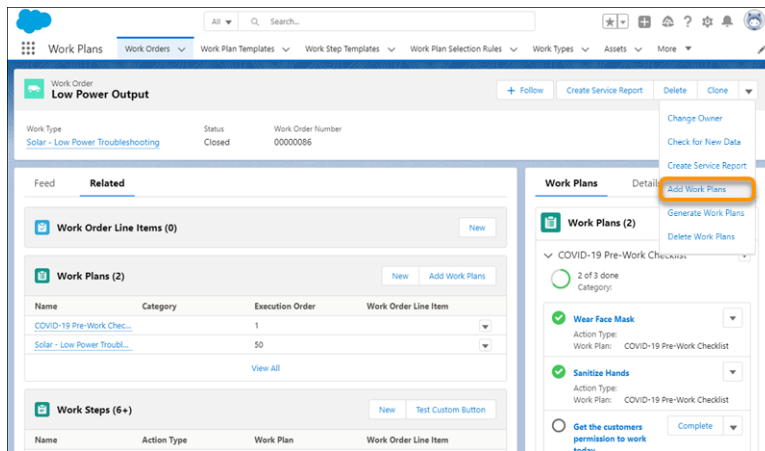 All
Search...
Work Plans
Work Orders
Work Plan Templates
Work Step Templates
Work Plan Selection Rules
Work Types
Assets
More
Work Order
Low Power Output
+ Follow
Create Service Report
Delete
Clone
Work Type
Status
Work Order Number
Solar - Low Power Troubleshooting
Closed
00000086
Change Owner
Check for New Data
Create Service Report
Add Work Plans
Generate Work Plans
Delete Work Plans
Feed
Related
Work Order Line Items (0)
New
Work Plans (2)
New
Add Work Plans
Name
Category
Execution Order
Work Order Line Item
COVID-19 Pre-Work Chec...
1
Solar - Low Power Troubl...
50
View All
Work Steps (6+)
New
Test Custom Button
Name
Action Type
Work Plan
Work Order Line Item
Work Plans
Details
Work Plans (2)
COVID-19 Pre-Work Checklist
2 of 3 done
Category:
Wear Face Mask
Action Type:
Work Plan: COVID-19 Pre-Work Checklist
Sanitize Hands
Action Type:
Work Plan: COVID-19 Pre-Work Checklist
Get the customers
permission to work
today
Complete